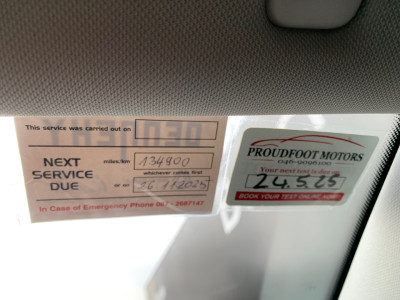 This service was carried out on
NEXT
SERVICE
DUE
miles/km 134900
whichever comes first
or on 26.11.2025
In Case of Emergency Phone
2687147
PROUDFOOT MOTORS
Your next test is due on
24.5.25
BOOK YOUR TEST ONLINE NOW